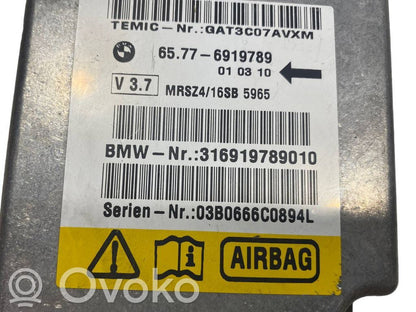 TEMIC-Nr.:GAT3C07AVXM
65.77-6919789
01 03 10
V 3.7 MRSZ4/16SB 5965
BMW-Nr.:316919789010
Serien-Nr.:03B0666C0894L
AIRBAG
© Ovoko